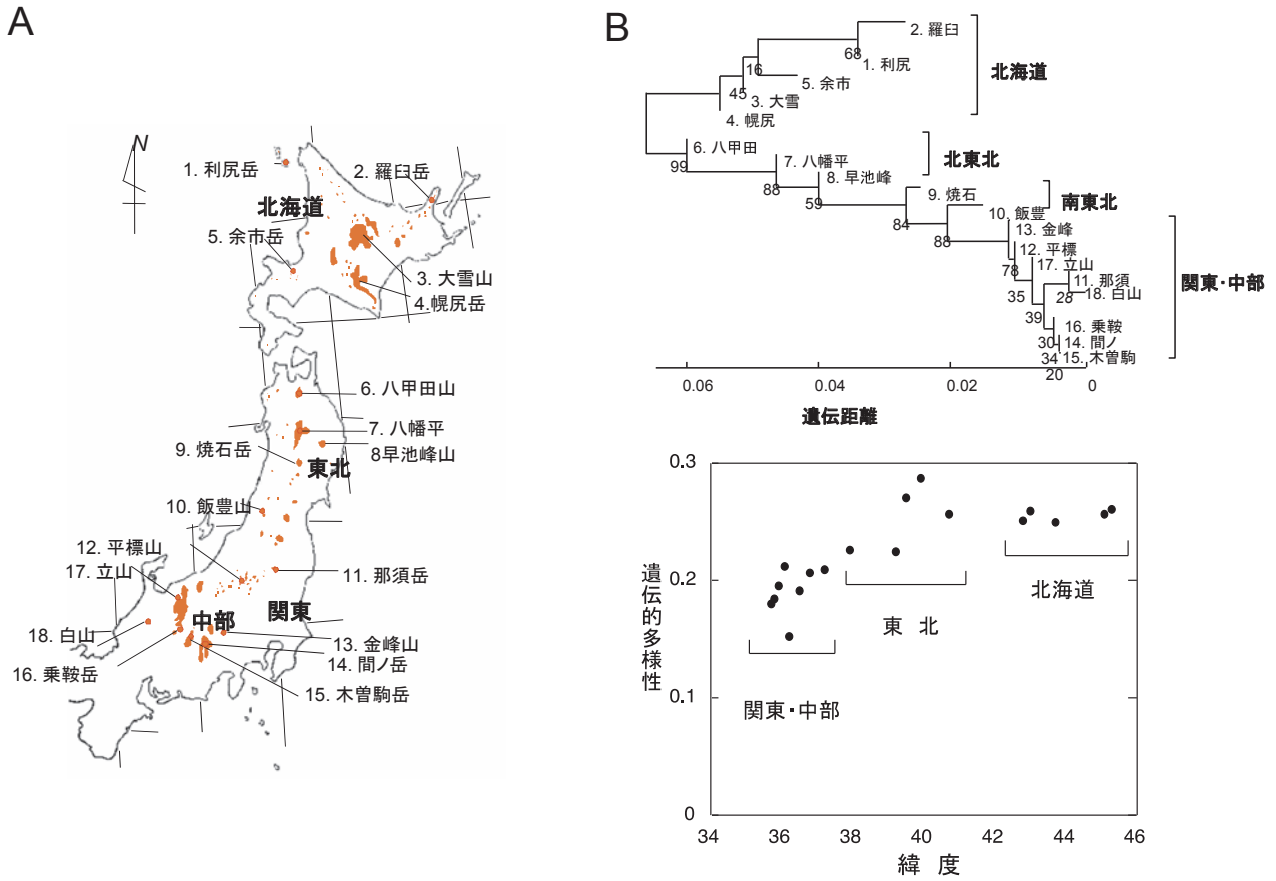 A
N
1. 利尻岳
2. 羅臼岳
北海道
5. 余市岳
3. 大雪山
4.幌尻岳
6. 八甲田山
7. 八幡平
8早池峰山
9. 焼石岳
東北
10. 飯豊山
12. 平標山
17. 立山
11. 那須岳
中部
関東
18. 白山
13. 金峰山
16. 乗鞍岳
14. 間ノ岳
15. 木曽駒岳
B
2. 羅臼
68
1. 利尻
北海道
16
5. 余市
45
3. 大雪
4. 幌尻
6. 八甲田
99
7. 八幡平
北東北
88
8. 早池峰
59
9. 焼石
南東北
84
10. 飯豊
88
13. 金峰
12. 平標
78
17. 立山
関東・中部
11. 那須
35
28
18. 白山
39
16. 乗鞍
30
14. 間ノ
34
15. 木曽駒
20
0.06
0.04
0.02
0
遺伝距離
0.3
0.2
0.1
0
遺伝的多様性
北海道
東 北
関東・中部
34
36
38
40
42
44
46
緯 度